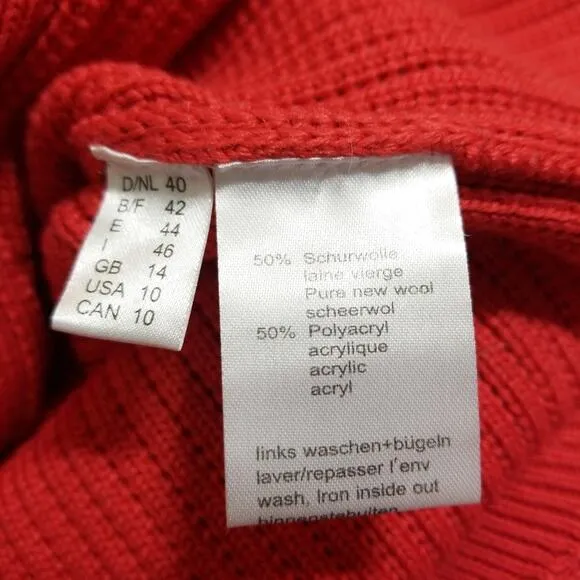 D/NL 40
B/F 42
E 44
I 46
GB 14
USA 10
CAN 10
50% Schurwolle
laine vierge
Pure new wool
scheerwol
50% Polyacryl
acrylique
acrylic
acryl
links waschen+bügeln
laver/repasser l'env
wash, Iron inside out